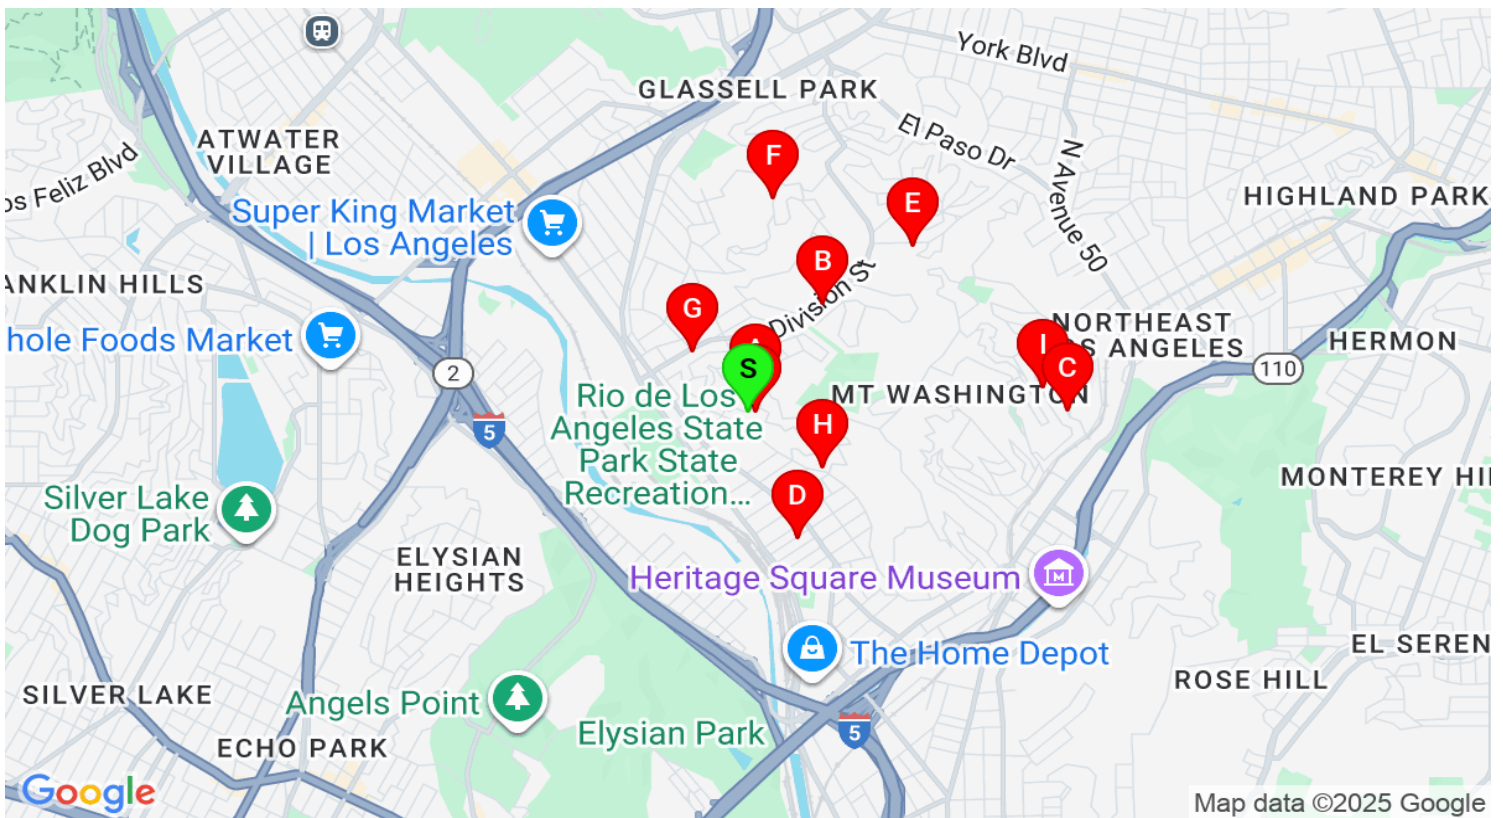 York Blvd
GLASSELL PARK
El Paso Dr
ATWATER
VILLAGE
os Feliz Blvd
F
N Avenue 50
HIGHLAND PARK
E
Super King Market
| Los Angeles
B
Division St
ANKLIN HILLS
G
NORTHEAST
S ANGELES
HERMON
hole Foods Market
A
I
C
S
2
110
Rio de Los
Angeles State
Park State
Recreation...
MT WASHINGTON
5
H
D
MONTEREY HI
Silver Lake
Dog Park
ELYSIAN
HEIGHTS
Heritage Square Museum
M
The Home Depot
EL SEREN
ROSE HILL
SILVER LAKE
Angels Point
Elysian Park
5
ECHO PARK
Google
Map data ©2025 Google